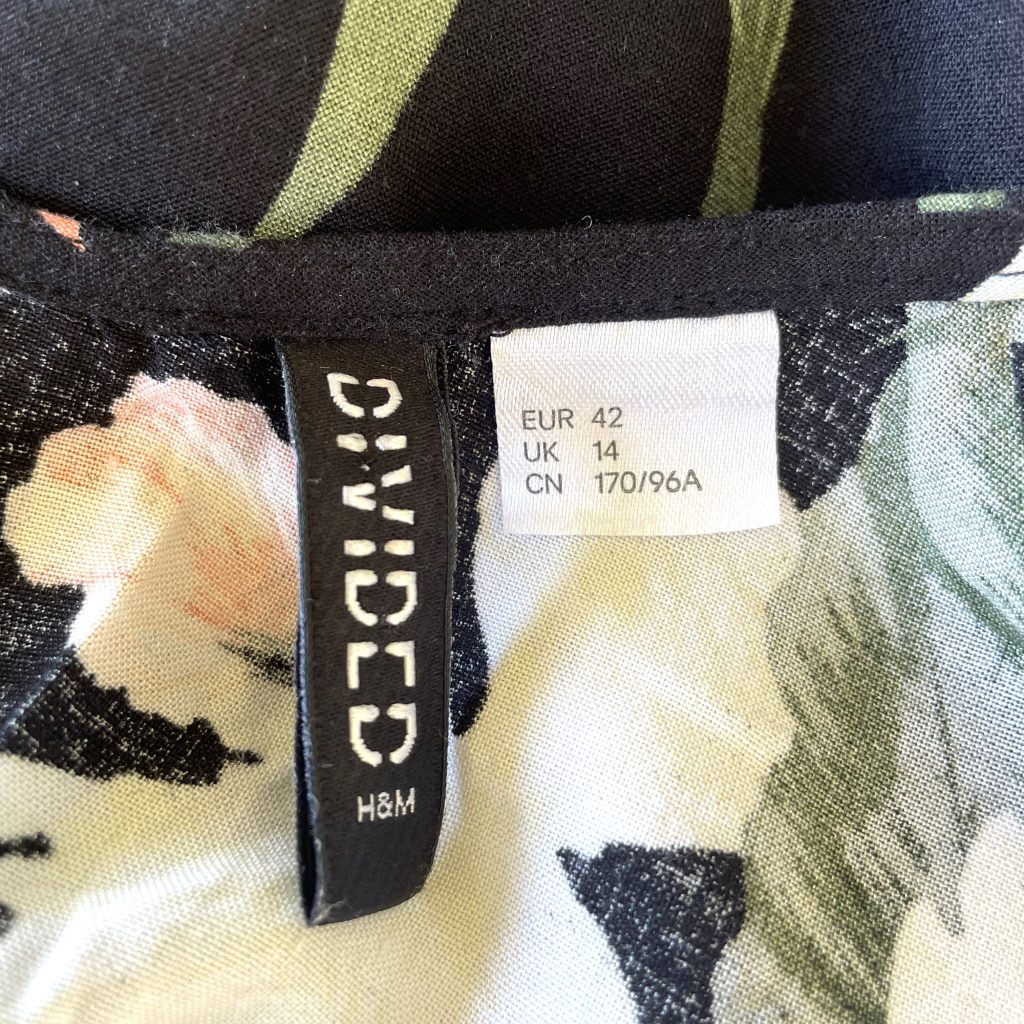 DIVIDED
H&M
EUR 42
UK 14
CN 170/96A